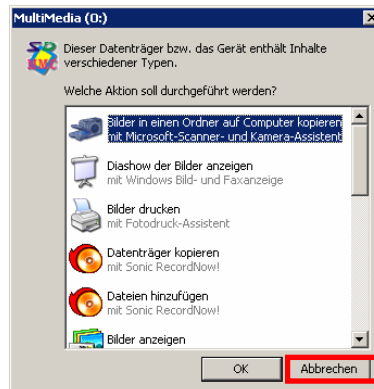 MultiMedia (O:)
Dieser Datenträger bzw. das Gerät enthält Inhalte
verschiedener Typen.
Welche Aktion soll durchgeführt werden?
Bilder in einen Ordner auf Computer kopieren
mit Microsoft-Scanner- und Kamera-Assistent
Diashow der Bilder anzeigen
mit Windows Bild- und Faxanzeige
Bilder drucken
mit Fotodruck-Assistent
Datenträger kopieren
mit Sonic RecordNow!
Dateien hinzufügen
mit Sonic RecordNow!
Bilder anzeigen
OK
Abbrechen